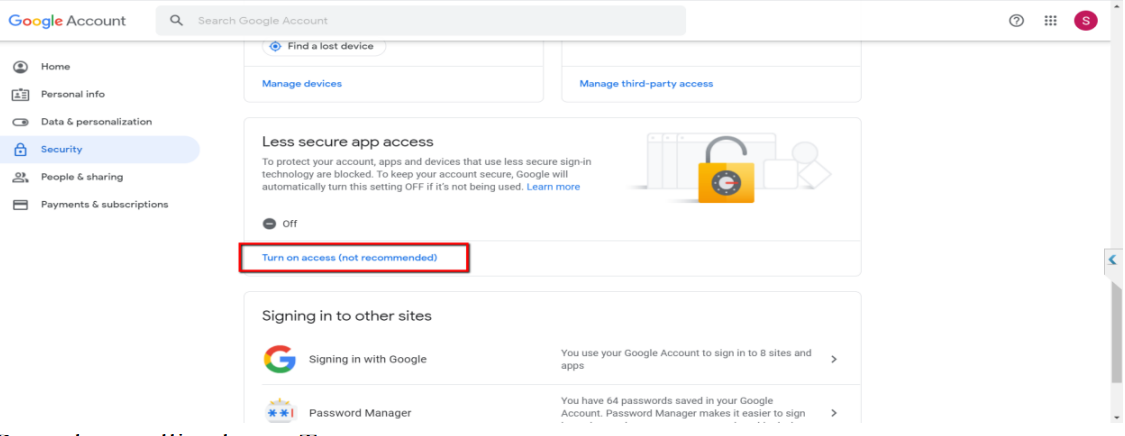 Google Account
Search Google Account
S
Find a lost device
Home
Manage devices
Manage third-party access
Personal info
Data & personalization
Less secure app access
Security
To protect your account, apps and devices that use less secure sign-in
technology are blocked. To keep your account secure, Google will
automatically turn this setting OFF if it's not being used. Learn more
People & sharing
Payments & subscriptions
Off
Turn on access (not recommended)
Signing in to other sites
Signing in with Google
You use your Google Account to sign in to 8 sites and
apps
Password Manager
You have 64 passwords saved in your Google
Account. Password Manager makes it easier to sign